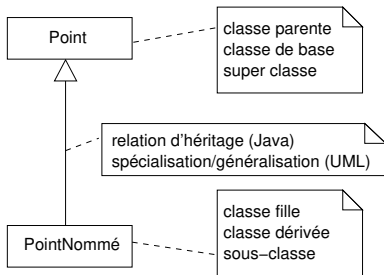 Point
classe parente
classe de base
super classe
relation d'héritage (Java)
spécialisation/généralisation (UML)
PointNommé
classe fille
classe dérivée
sous−classe